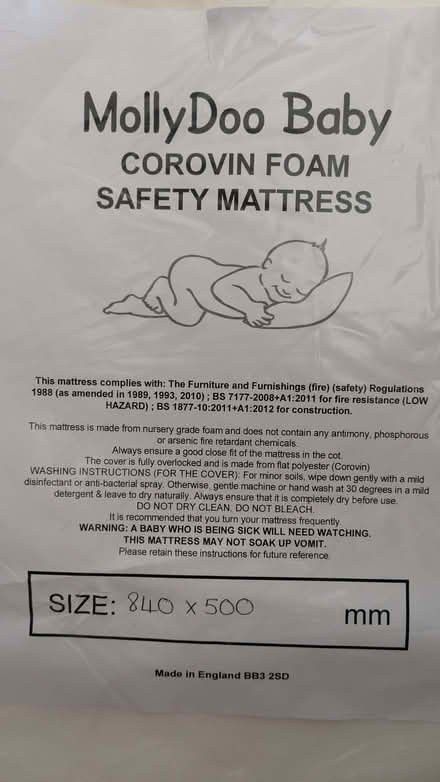 MollyDoo Baby
COROVIN FOAM
SAFETY MATTRESS
This mattress complies with: The Furniture and Furnishings (fire) (safety) Regulations
1988 (as amended in 1989, 1993, 2010) ; BS 7177-2008+A1:2011 for fire resistance (LOW
HAZARD) ; BS 1877-10:2011+A1:2012 for construction.
This mattress is made from nursery grade foam and does not contain any antimony, phosphorous
or arsenic fire retardant chemicals.
Always ensure a good close fit of the mattress in the cot.
The cover is fully overlocked and is made from flat polyester (Corovin)
WASHING INSTRUCTIONS (FOR THE COVER): For minor soils, wipe down gently with a mild
disinfectant or anti-bacterial spray. Otherwise, gentle machine or hand wash at 30 degrees in a mild
detergent & leave to dry naturally. Always ensure that it is completely dry before use.
DO NOT DRY CLEAN, DO NOT BLEACH.
It is recommended that you turn your mattress frequently.
WARNING: A BABY WHO IS BEING SICK WILL NEED WATCHING.
THIS MATTRESS MAY NOT SOAK UP VOMIT.
Please retain these instructions for future reference.
SIZE: 840 x 500 mm
Made in England BB3 2SD